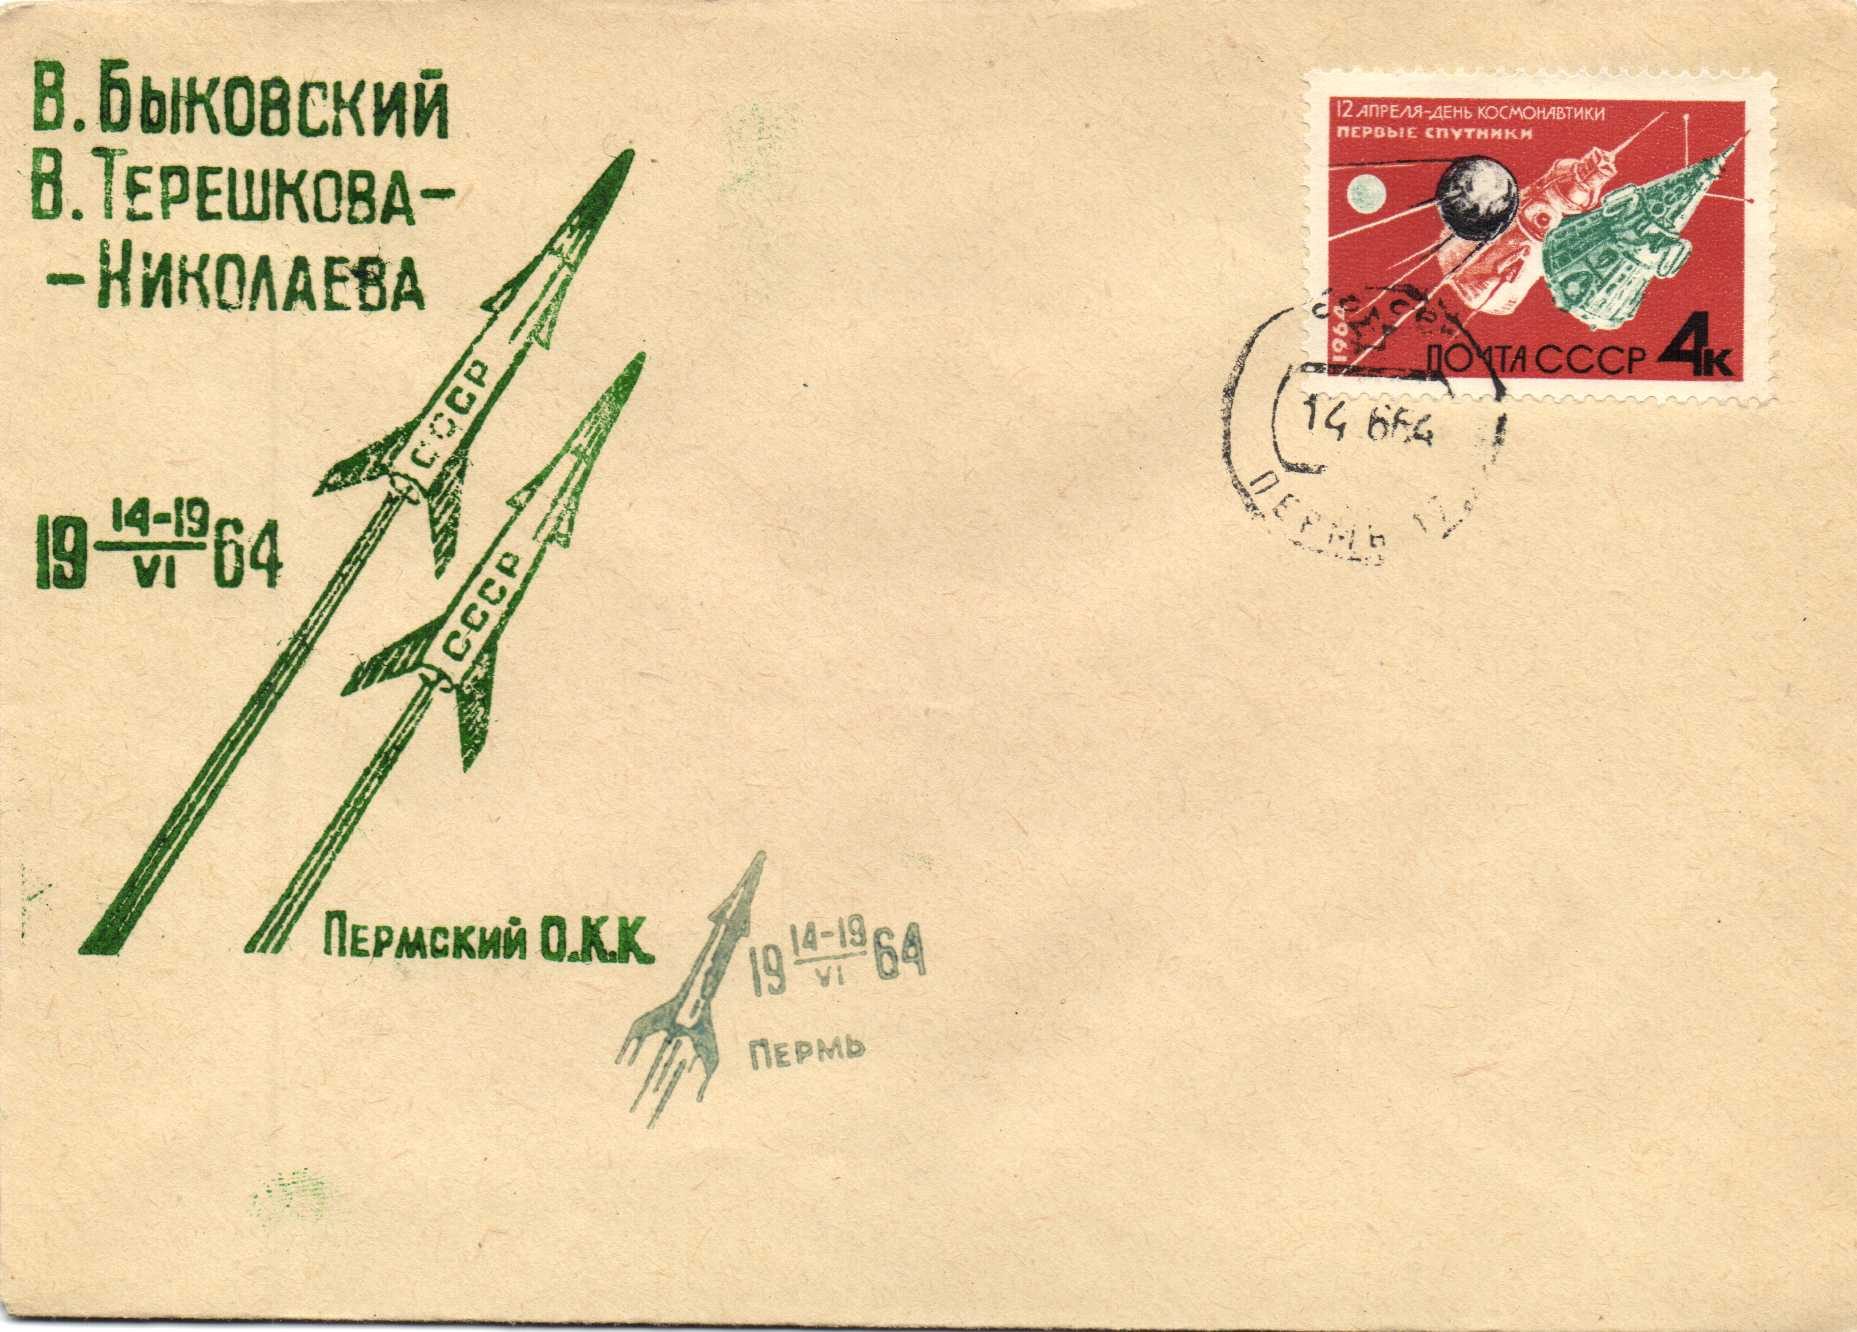 В. Быковский
В. Терешкова-
-Николаева
СССР
СССР
19 14-19/VI 64
Пермский О.К.К.
19 14-19/VI 64
Пермь
12 АПРЕЛЯ-ДЕНЬ КОСМОНАВТИКИ
ПЕРВЫЕ СПУТНИКИ
1964
ПОЧТА СССР 4к
14 6 64
ПЕРМЬ